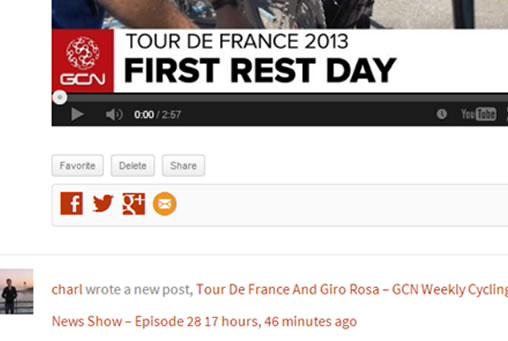 TOUR DE FRANCE 2013
GCN FIRST REST DAY
0:00 / 2:57 YouTube
Favorite Delete Share
f g+
charl wrote a new post, Tour De France And Giro Rosa – GCN Weekly Cycling
News Show – Episode 28 17 hours, 46 minutes ago